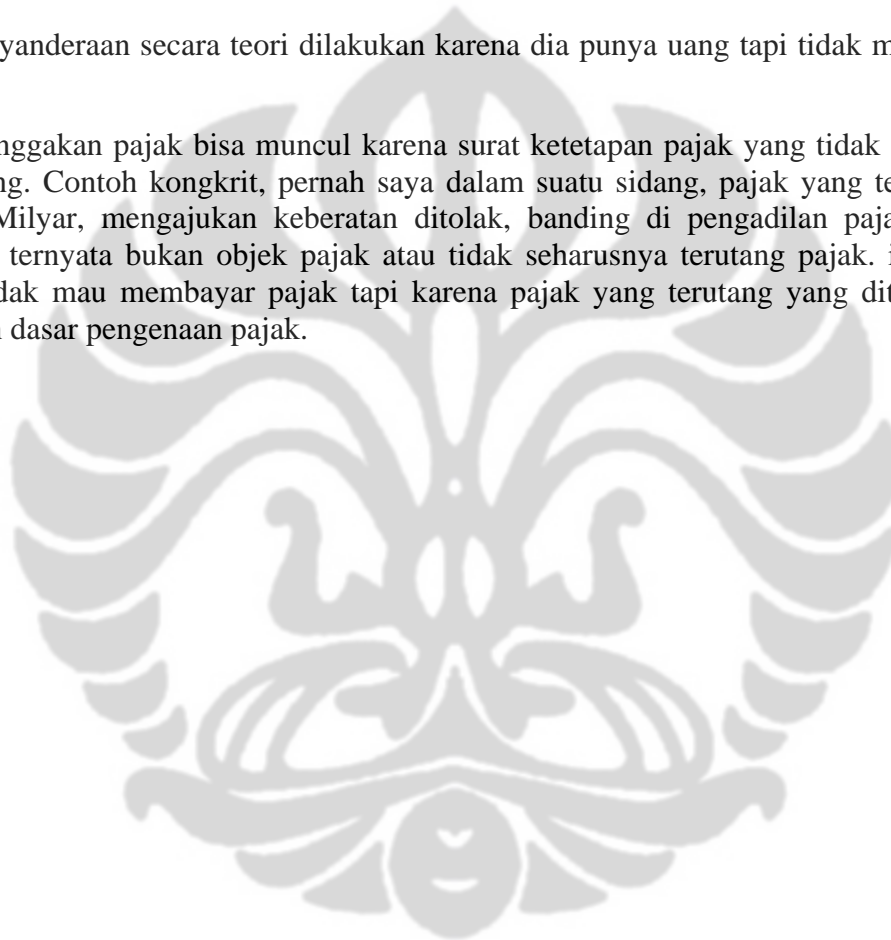 yanderaan secara teori dilakukan karena dia punya uang tapi tidak m
nggakan pajak bisa muncul karena surat ketetapan pajak yang tidak
ng. Contoh kongkrit, pernah saya dalam suatu sidang, pajak yang te
Milyar, mengajukan keberatan ditolak, banding di pengadilan paja
ternyata bukan objek pajak atau tidak seharusnya terutang pajak. i
dak mau membayar pajak tapi karena pajak yang terutang yang dit
n dasar pengenaan pajak.